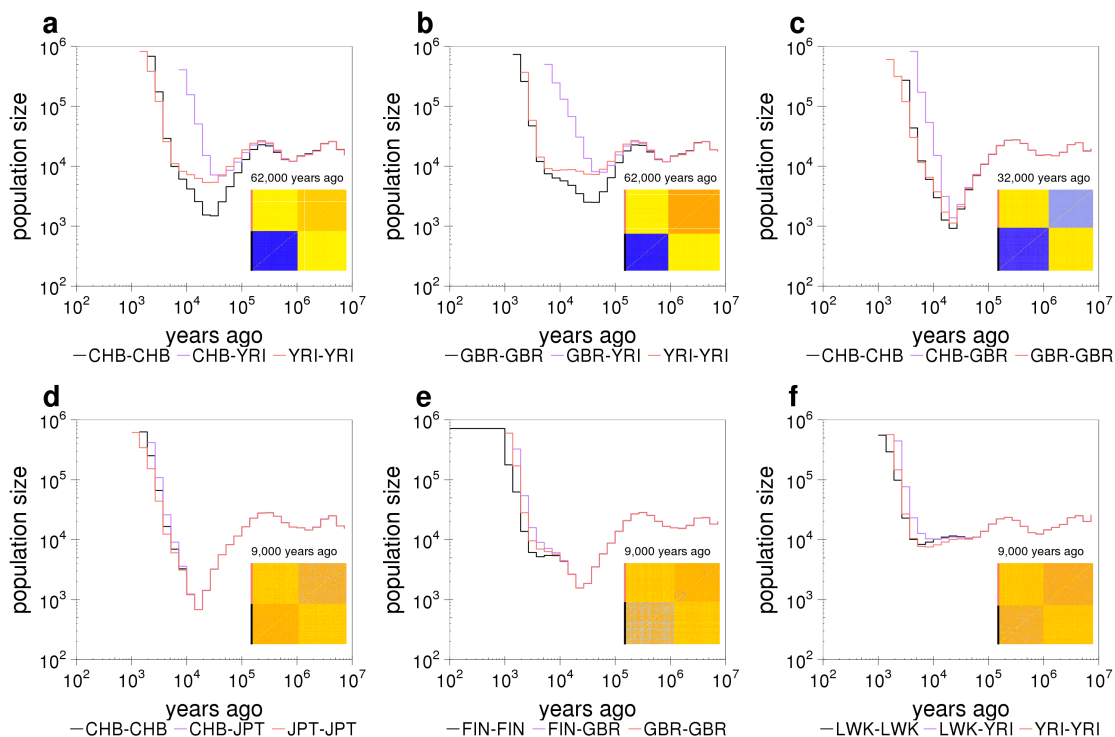 a
population size
10^6
10^5
10^4
10^3
10^2
62,000 years ago
10^2 10^3 10^4 10^5 10^6 10^7
years ago
CHB-CHB CHB-YRI YRI-YRI
b
population size
10^6
10^5
10^4
10^3
10^2
62,000 years ago
10^2 10^3 10^4 10^5 10^6 10^7
years ago
GBR-GBR GBR-YRI YRI-YRI
c
population size
10^6
10^5
10^4
10^3
10^2
32,000 years ago
10^2 10^3 10^4 10^5 10^6 10^7
years ago
CHB-CHB CHB-GBR GBR-GBR
d
population size
10^6
10^5
10^4
10^3
10^2
9,000 years ago
10^2 10^3 10^4 10^5 10^6 10^7
years ago
CHB-CHB CHB-JPT JPT-JPT
e
population size
10^6
10^5
10^4
10^3
10^2
9,000 years ago
10^2 10^3 10^4 10^5 10^6 10^7
years ago
FIN-FIN FIN-GBR GBR-GBR
f
population size
10^6
10^5
10^4
10^3
10^2
9,000 years ago
10^2 10^3 10^4 10^5 10^6 10^7
years ago
LWK-LWK LWK-YRI YRI-YRI